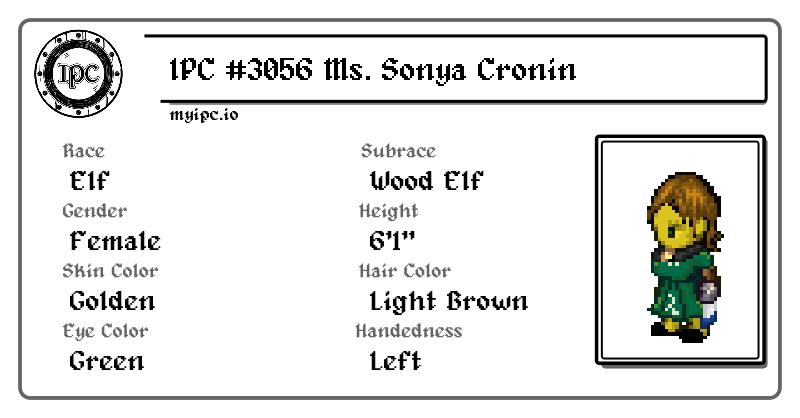 IPC
IPC #3056 Ms. Sonya Cronin
myipc.io
Race
Elf
Subrace
Wood Elf
Gender
Female
Height
6'1"
Skin Color
Golden
Hair Color
Light Brown
Eye Color
Green
Handedness
Left